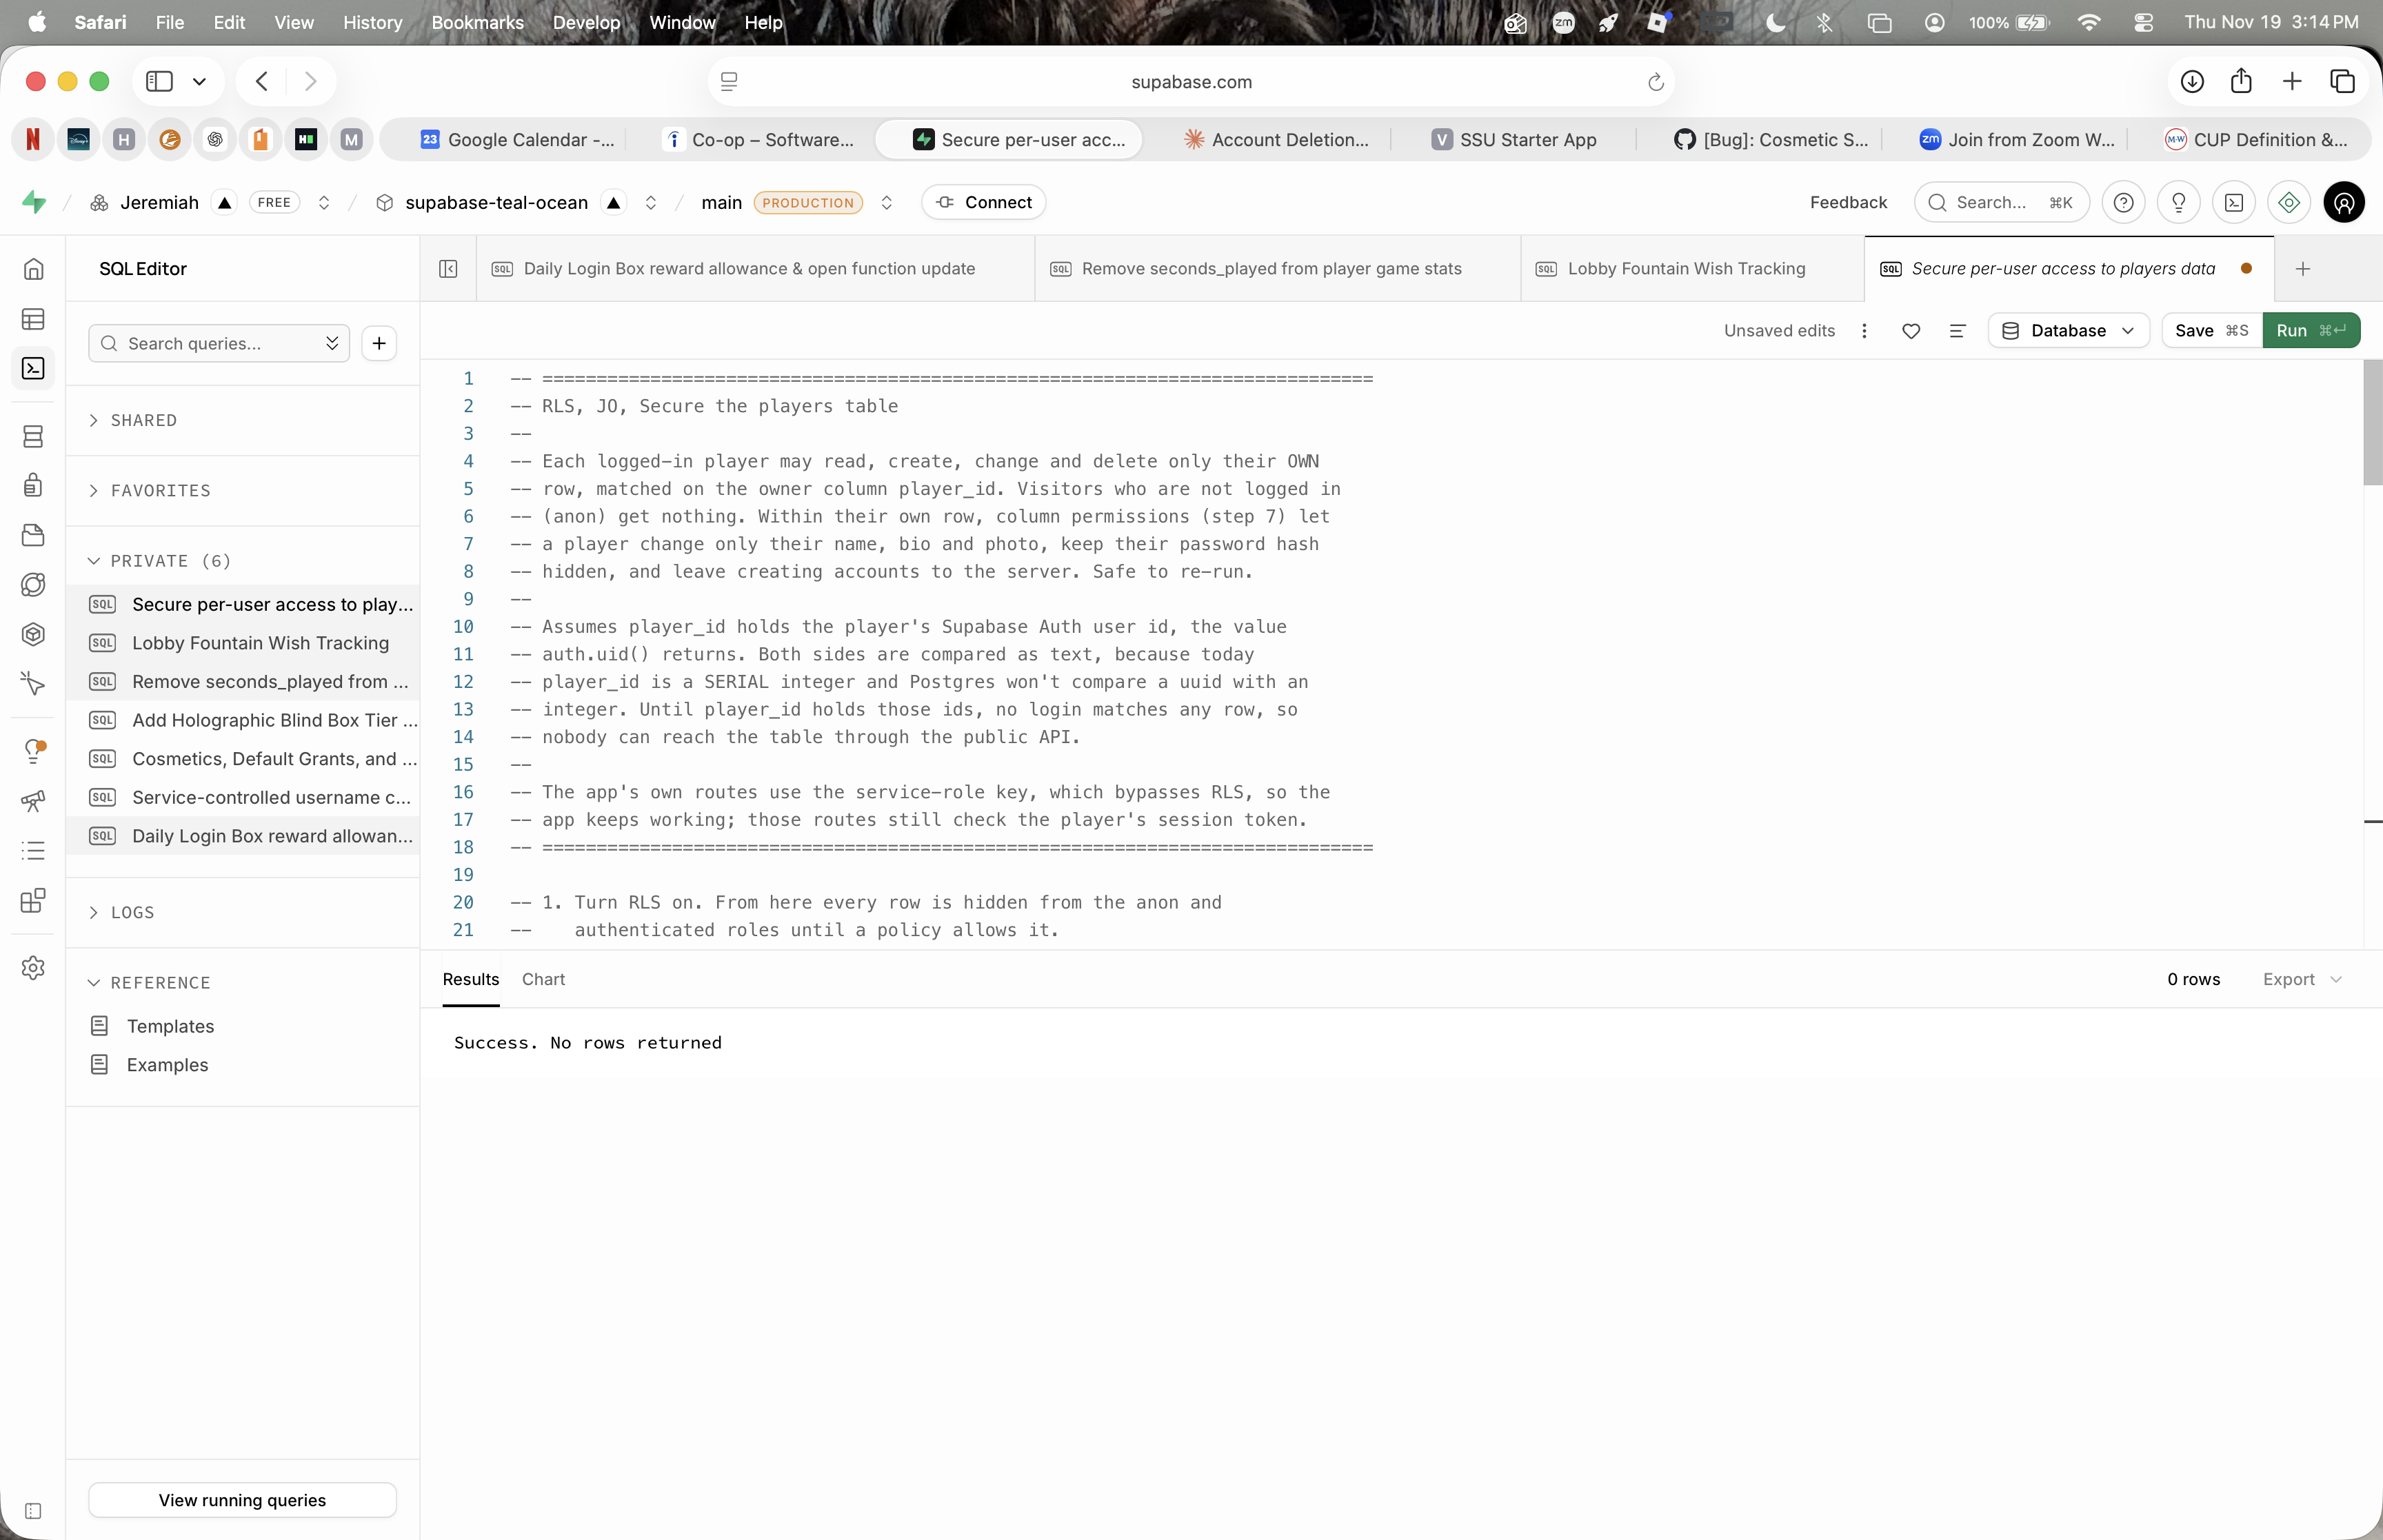 Safari File Edit View History Bookmarks Develop Window Help zm 100% Thu Nov 19 3:14 PM
supabase.com
N Disney+ H H M 23 Google Calendar -... Co-op – Software... Secure per-user acc... Account Deletion... V SSU Starter App [Bug]: Cosmetic S... zm Join from Zoom W... M-W CUP Definition &...
/ Jeremiah FREE / supabase-teal-ocean / main PRODUCTION Connect Feedback Search... ⌘K
SQL Editor
SQL Daily Login Box reward allowance & open function update SQL Remove seconds_played from player game stats SQL Lobby Fountain Wish Tracking SQL Secure per-user access to players data
Search queries...
Unsaved edits Database Save ⌘S Run ⌘↵
SHARED
FAVORITES
PRIVATE (6)
SQL Secure per-user access to play...
SQL Lobby Fountain Wish Tracking
SQL Remove seconds_played from ...
SQL Add Holographic Blind Box Tier ...
SQL Cosmetics, Default Grants, and ...
SQL Service-controlled username c...
SQL Daily Login Box reward allowan...
LOGS
REFERENCE
Templates
Examples
View running queries
1 -- =============================================================================
2 -- RLS, JO, Secure the players table
3 --
4 -- Each logged-in player may read, create, change and delete only their OWN
5 -- row, matched on the owner column player_id. Visitors who are not logged in
6 -- (anon) get nothing. Within their own row, column permissions (step 7) let
7 -- a player change only their name, bio and photo, keep their password hash
8 -- hidden, and leave creating accounts to the server. Safe to re-run.
9 --
10 -- Assumes player_id holds the player's Supabase Auth user id, the value
11 -- auth.uid() returns. Both sides are compared as text, because today
12 -- player_id is a SERIAL integer and Postgres won't compare a uuid with an
13 -- integer. Until player_id holds those ids, no login matches any row, so
14 -- nobody can reach the table through the public API.
15 --
16 -- The app's own routes use the service-role key, which bypasses RLS, so the
17 -- app keeps working; those routes still check the player's session token.
18 -- =============================================================================
19
20 -- 1. Turn RLS on. From here every row is hidden from the anon and
21 --    authenticated roles until a policy allows it.
Results Chart 0 rows Export
Success. No rows returned